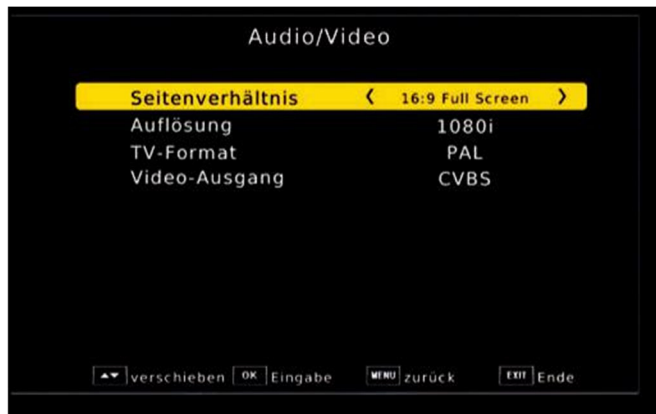 Audio/Video
Seitenverhältnis 16:9 Full Screen
Auflösung 1080i
TV-Format PAL
Video-Ausgang CVBS
verschieben OK Eingabe MENU zurück EXIT Ende